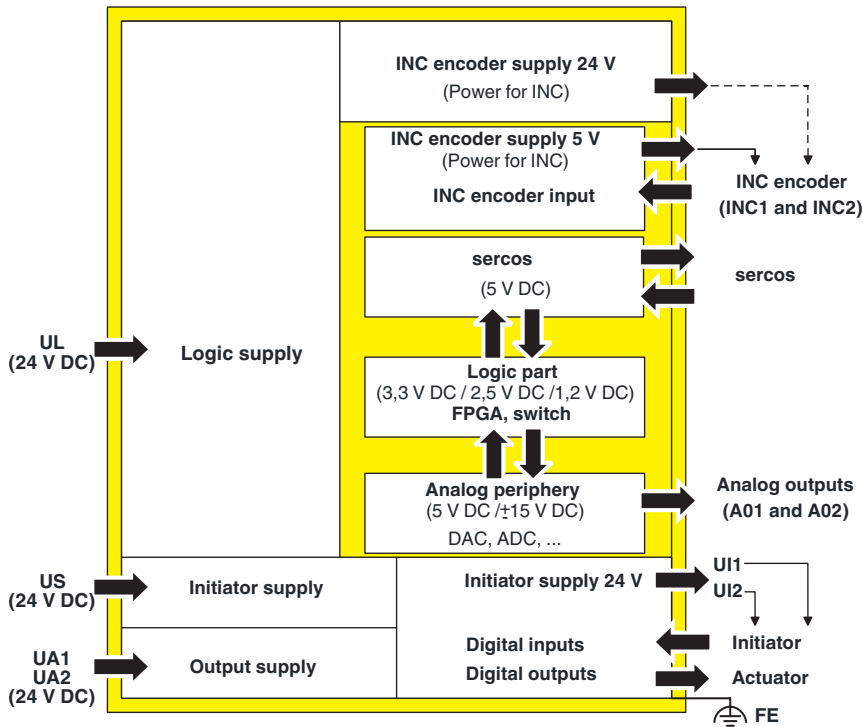 INC encoder supply 24 V
(Power for INC)
INC encoder supply 5 V
(Power for INC)
INC encoder input
INC encoder
(INC1 and INC2)
sercos
(5 V DC)
sercos
UL
(24 V DC)
Logic supply
Logic part
(3,3 V DC / 2,5 V DC /1,2 V DC)
FPGA, switch
Analog periphery
(5 V DC /±15 V DC)
DAC, ADC, ...
Analog outputs
(A01 and A02)
US
(24 V DC)
Initiator supply
Initiator supply 24 V
UI1
UI2
UA1
UA2
(24 V DC)
Output supply
Digital inputs
Digital outputs
Initiator
Actuator
FE